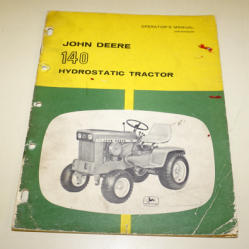 OPERATOR'S MANUAL
JOHN DEERE
140
HYDROSTATIC TRACTOR